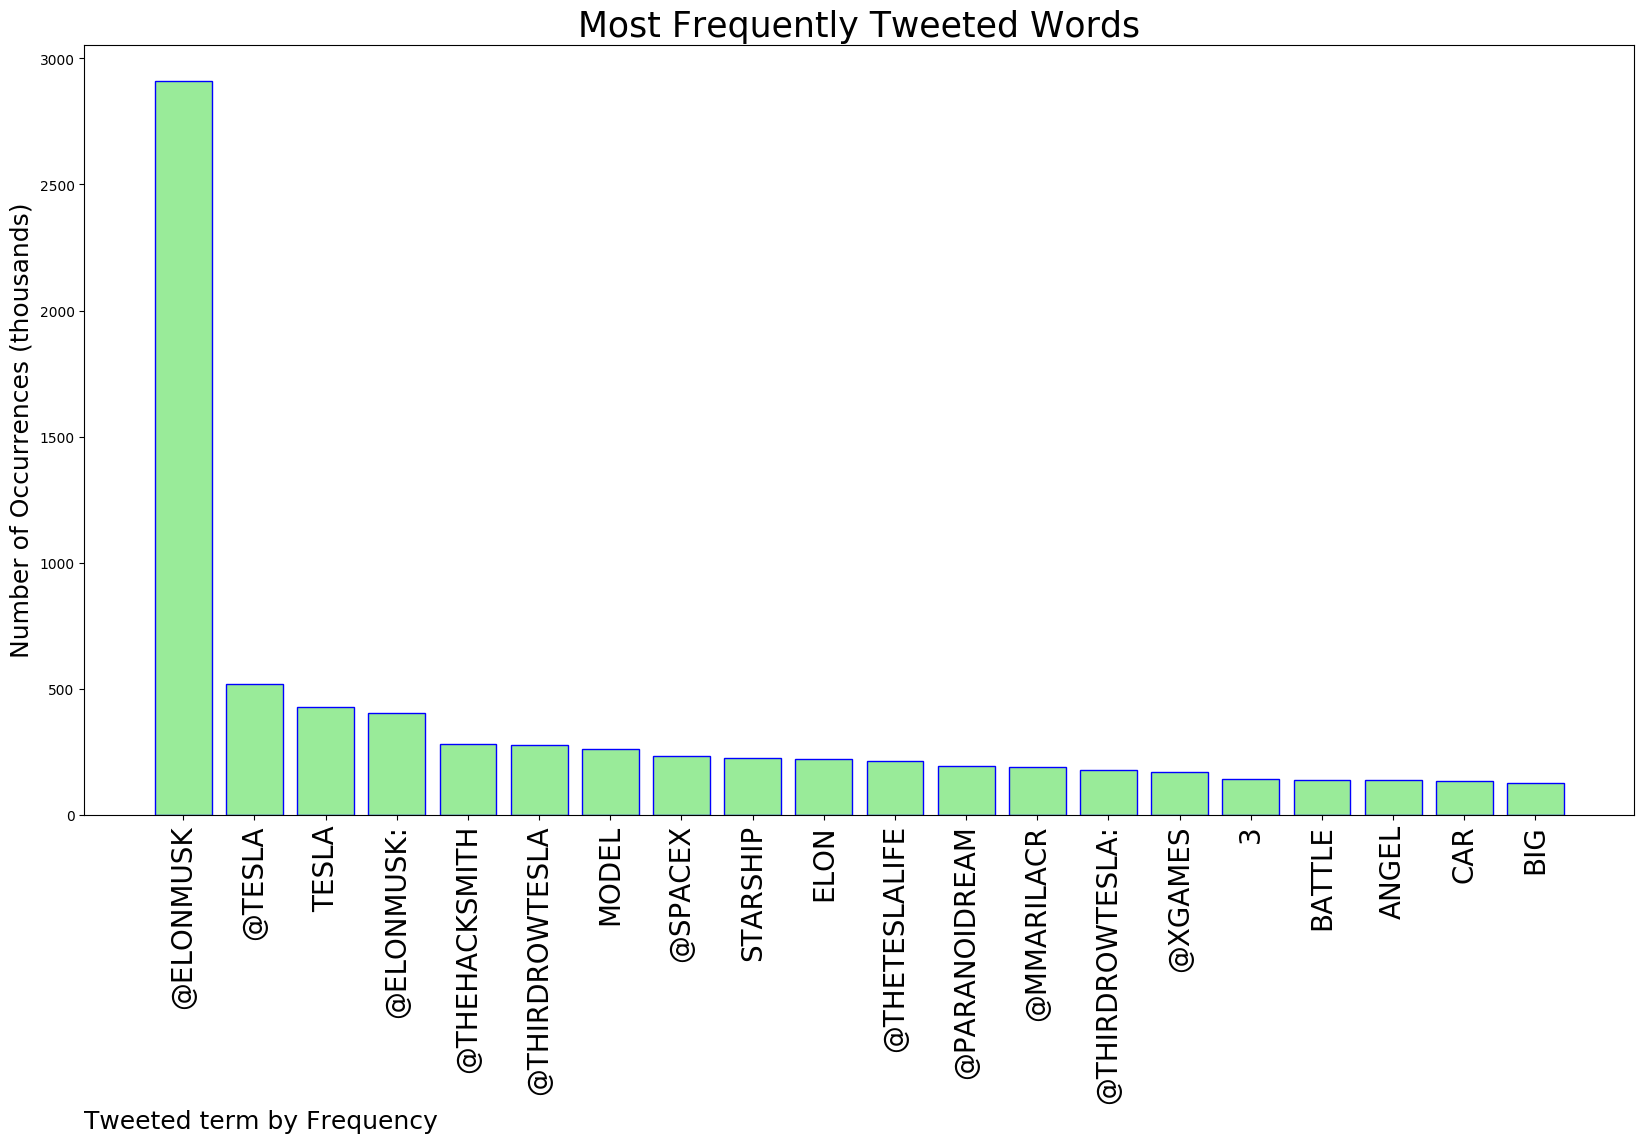 Most Frequently Tweeted Words
Number of Occurrences (thousands)
3000
2500
2000
1500
1000
500
0
@ELONMUSK
@TESLA
TESLA
@ELONMUSK:
@THEHACKSMITH
@THIRDROWTESLA
MODEL
@SPACEX
STARSHIP
ELON
@THETESLALIFE
@PARANOIDREAM
@MMARILACR
@THIRDROWTESLA:
@XGAMES
3
BATTLE
ANGEL
CAR
BIG
Tweeted term by Frequency